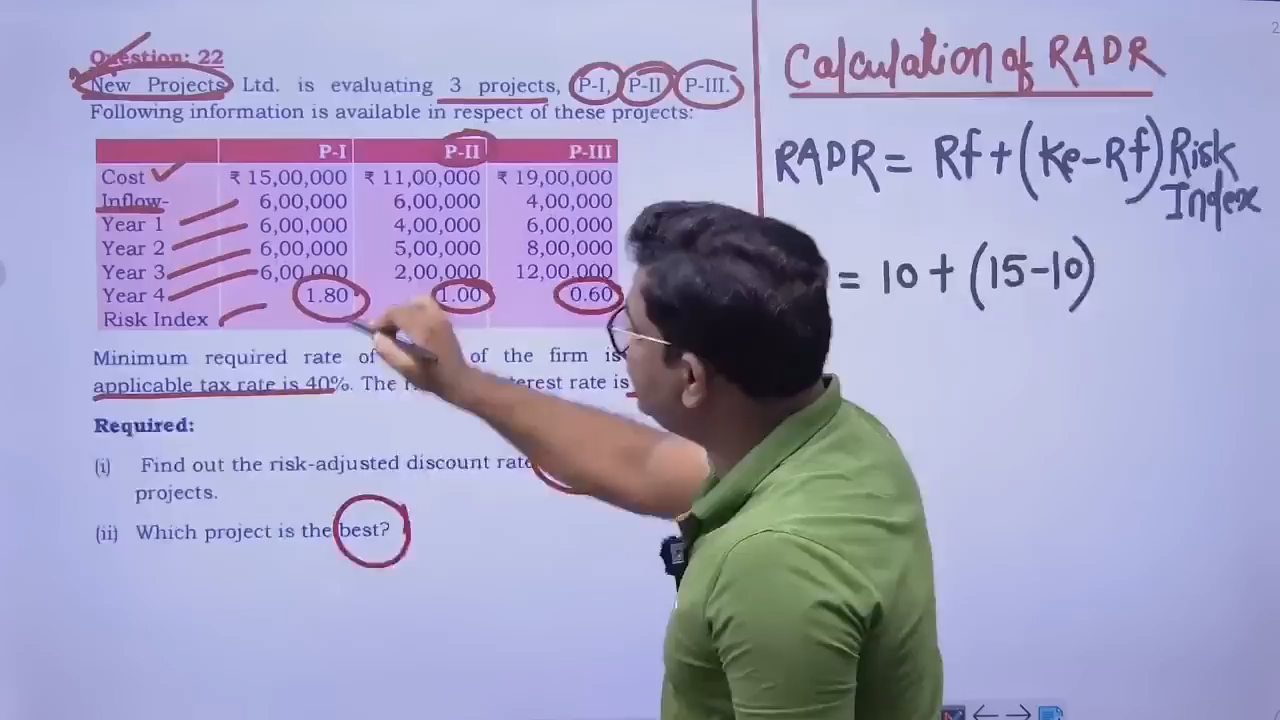 Question: 22
New Projects Ltd. is evaluating 3 projects, P-I, P-II P-III.
Following information is available in respect of these projects:
P-I P-II P-III
Cost ₹ 15,00,000 ₹ 11,00,000 ₹ 19,00,000
Inflow- 6,00,000 6,00,000 4,00,000
Year 1 6,00,000 4,00,000 6,00,000
Year 2 6,00,000 5,00,000 8,00,000
Year 3 6,00,000 2,00,000 12,00,000
Year 4 1.80 1.00 0.60
Risk Index
Minimum required rate of of the firm is
applicable tax rate is 40%. The interest rate is
Required:
(i) Find out the risk-adjusted discount rate
projects.
(ii) Which project is the best?
Calculation of RADR
RADR = Rf + (Ke-Rf) Risk
Index
= 10 + (15-10)
2